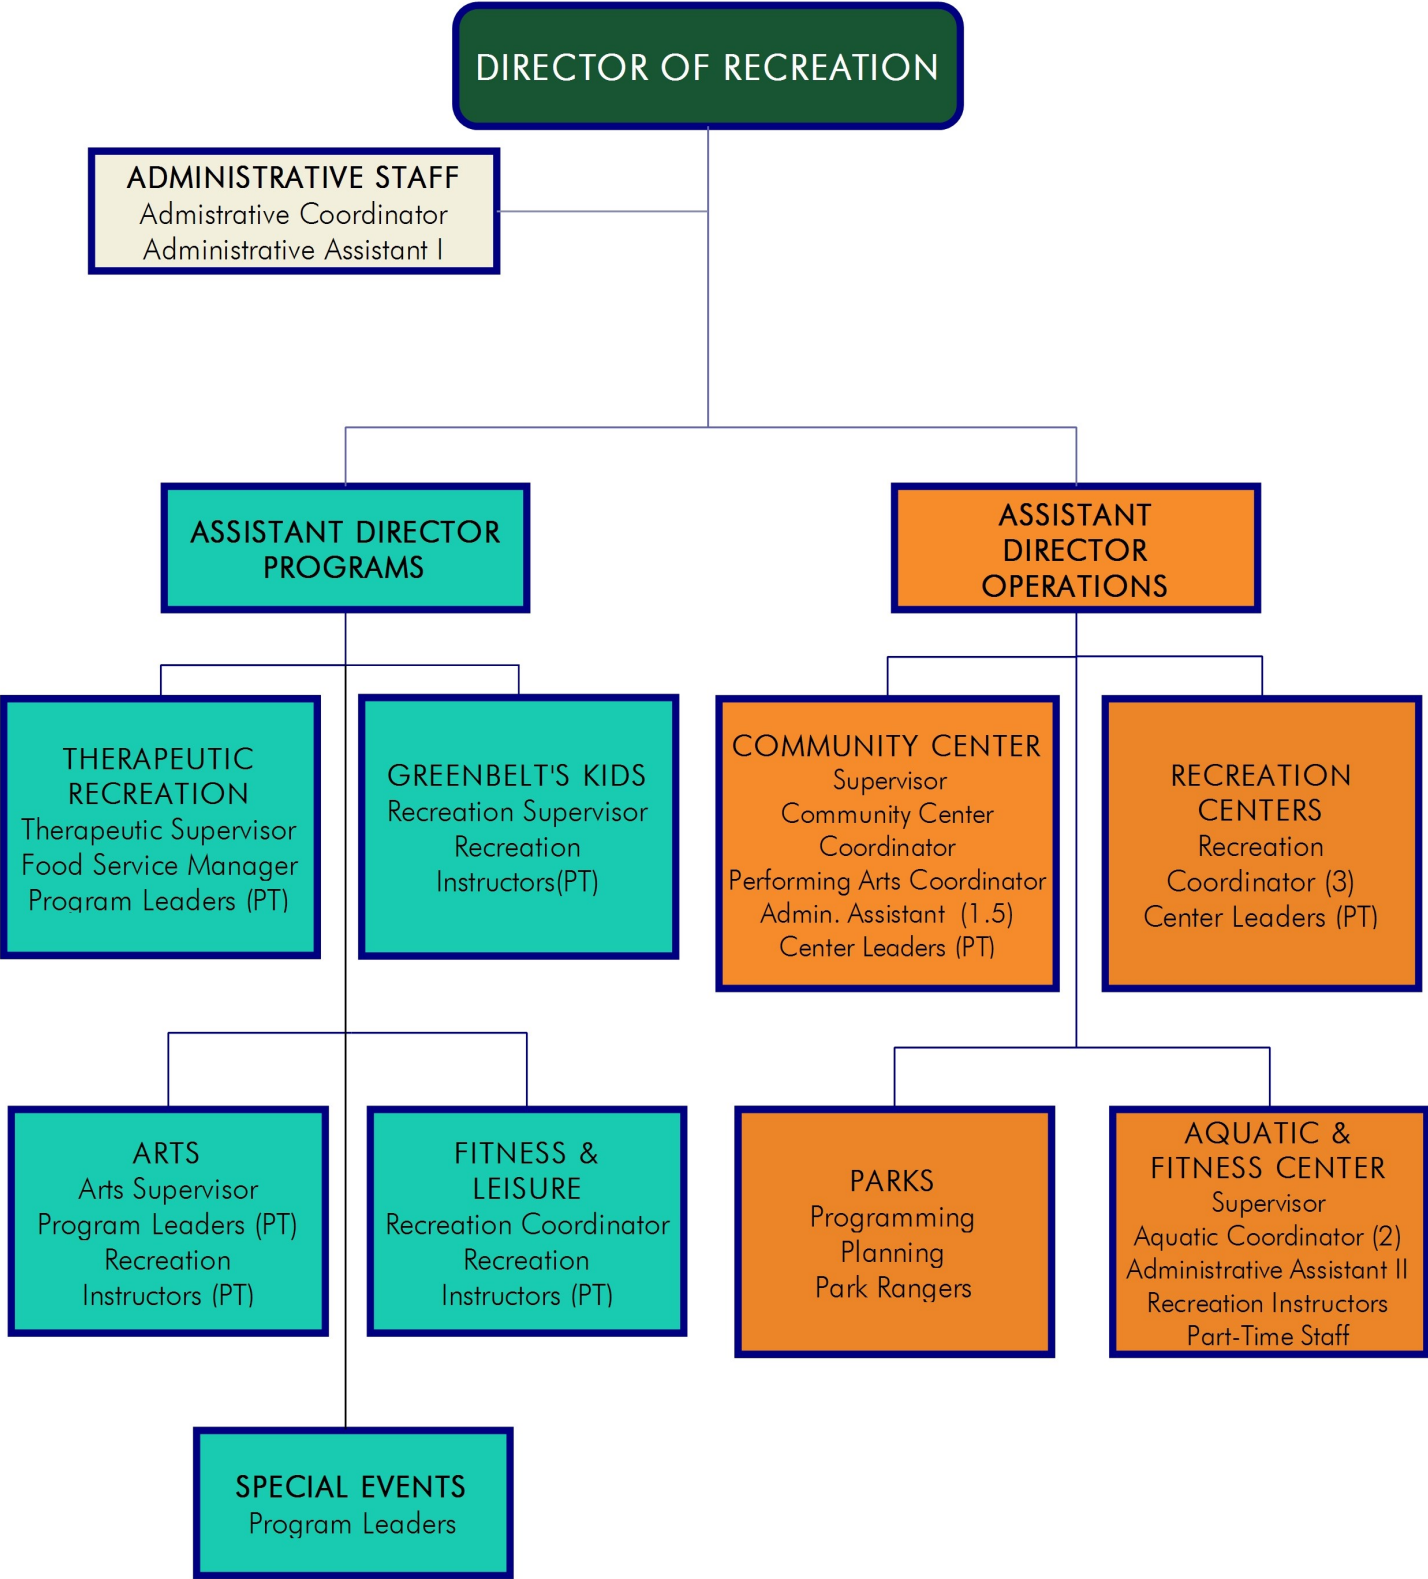 DIRECTOR OF RECREATION
ADMINISTRATIVE STAFF
Admistrative Coordinator
Administrative Assistant I
ASSISTANT DIRECTOR
PROGRAMS
ASSISTANT
DIRECTOR
OPERATIONS
THERAPEUTIC
RECREATION
Therapeutic Supervisor
Food Service Manager
Program Leaders (PT)
GREENBELT'S KIDS
Recreation Supervisor
Recreation
Instructors(PT)
COMMUNITY CENTER
Supervisor
Community Center
Coordinator
Performing Arts Coordinator
Admin. Assistant (1.5)
Center Leaders (PT)
RECREATION
CENTERS
Recreation
Coordinator (3)
Center Leaders (PT)
ARTS
Arts Supervisor
Program Leaders (PT)
Recreation
Instructors (PT)
FITNESS &
LEISURE
Recreation Coordinator
Recreation
Instructors (PT)
PARKS
Programming
Planning
Park Rangers
AQUATIC &
FITNESS CENTER
Supervisor
Aquatic Coordinator (2)
Administrative Assistant II
Recreation Instructors
Part-Time Staff
SPECIAL EVENTS
Program Leaders